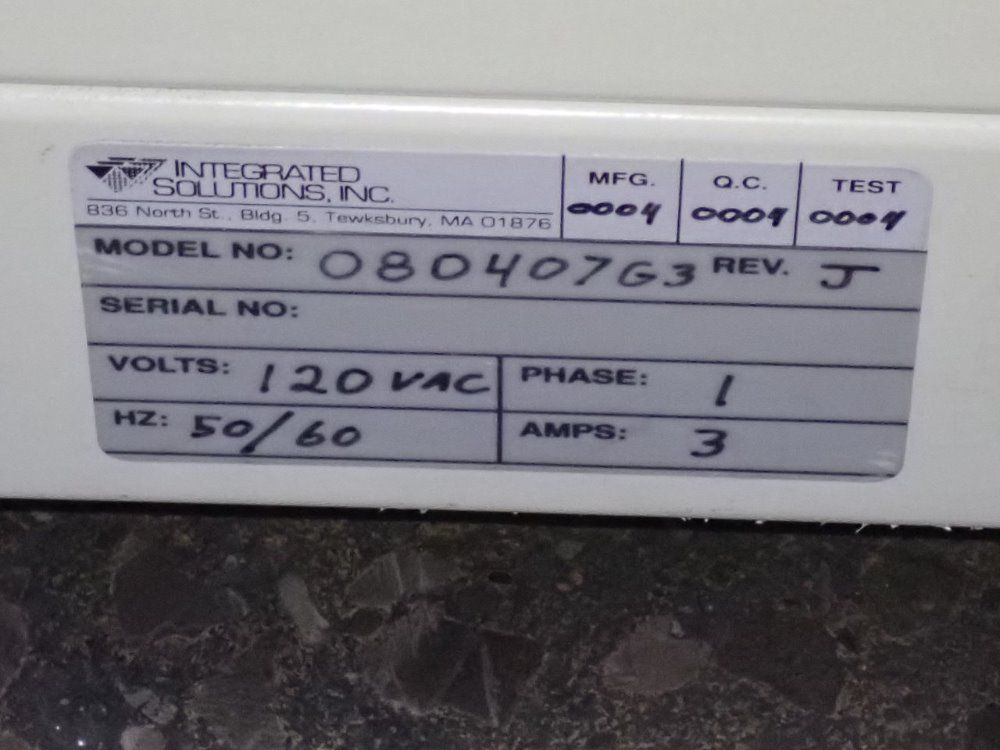 INTEGRATED
SOLUTIONS, INC.
836 North St., Bldg. 5, Tewksbury, MA 01876
MFG. Q.C. TEST
0004 0004 0004
MODEL NO: 080407G3 REV. J
SERIAL NO:
VOLTS: 120 VAC PHASE: 1
HZ: 50/60 AMPS: 3